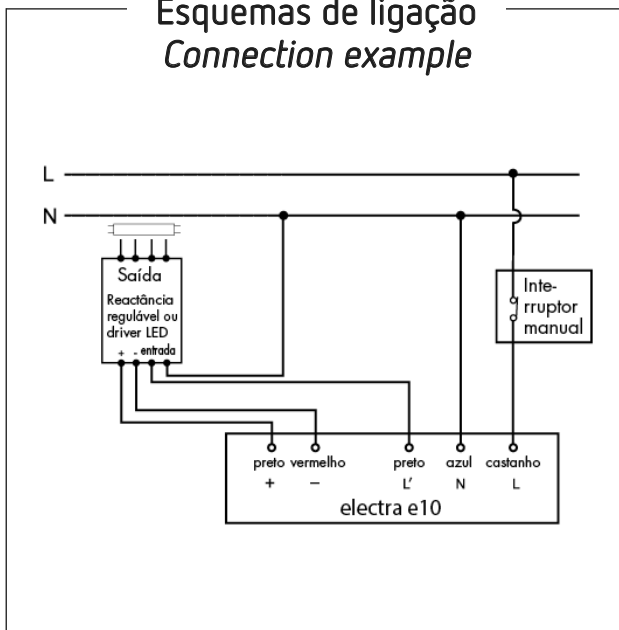 Esquemas de ligação
Connection example
L
N
Saída
Reactância
regulável ou
driver LED
+ - entrada
Inte-
rruptor
manual
preto vermelho preto azul castanho
+ − L' N L
electra e10